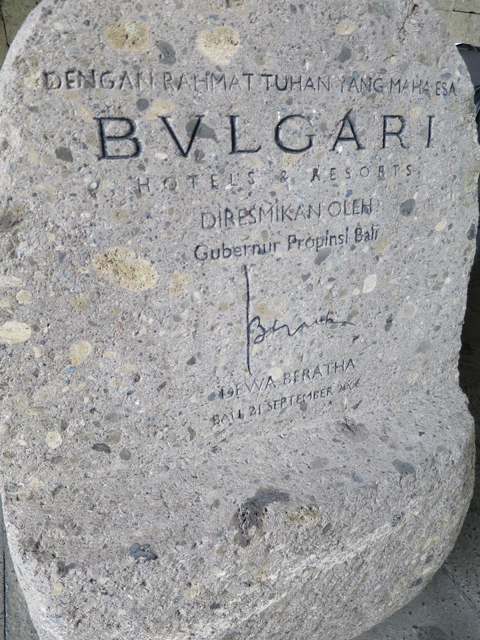 DENGAN RAHMAT TUHAN YANG MAHA ESA
BVLGARI
HOTELS & RESORTS
DIRESMIKAN OLEH
Gubernur Propinsi Bali
DEWA BERATHA
BALI 21 SEPTEMBER 2006